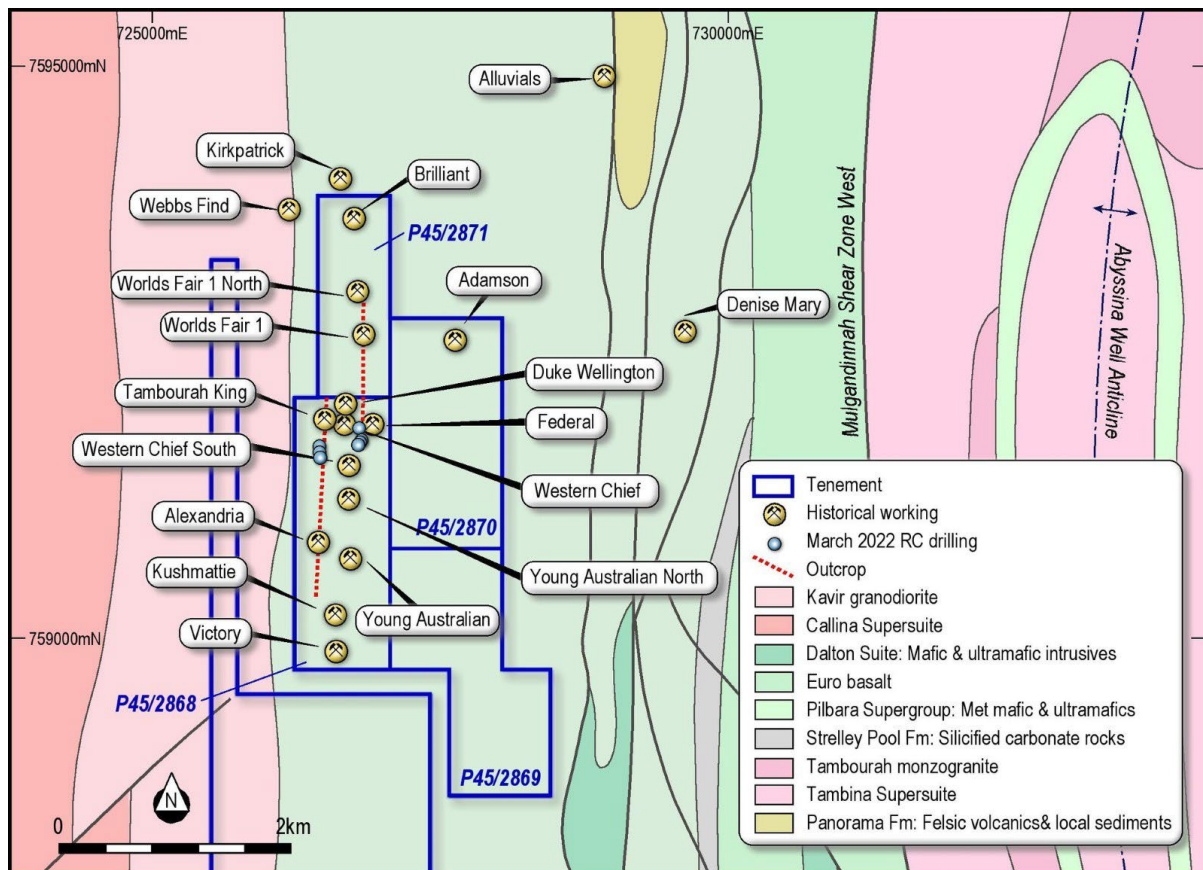 725000mE
730000mE
7595000mN
Alluvials
Kirkpatrick
Brilliant
Webbs Find
P45/2871
Worlds Fair 1 North
Adamson
Denise Mary
Worlds Fair 1
Mulgandinnah Shear Zone West
Abyssina Well Anticline
Duke Wellington
Tambourah King
Federal
Western Chief South
Western Chief
Alexandria
P45/2870
Kushmattie
Young Australian North
Young Australian
759000mN
Victory
P45/2868
P45/2869
N
0
2km
Tenement
Historical working
March 2022 RC drilling
Outcrop
Kavir granodiorite
Callina Supersuite
Dalton Suite: Mafic & ultramafic intrusives
Euro basalt
Pilbara Supergroup: Met mafic & ultramafics
Strelley Pool Fm: Silicified carbonate rocks
Tambourah monzogranite
Tambina Supersuite
Panorama Fm: Felsic volcanics& local sediments